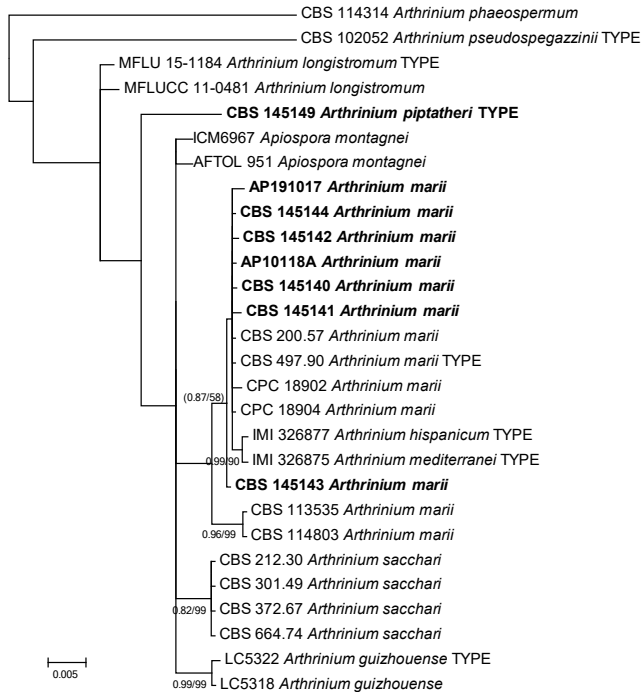 CBS 114314 Arthrinium phaeospermum
CBS 102052 Arthrinium pseudospegazzinii TYPE
MFLU 15-1184 Arthrinium longistromum TYPE
MFLUCC 11-0481 Arthrinium longistromum
CBS 145149 Arthrinium piptatheri TYPE
ICM6967 Apiospora montagnei
AFTOL 951 Apiospora montagnei
AP191017 Arthrinium marii
CBS 145144 Arthrinium marii
CBS 145142 Arthrinium marii
AP10118A Arthrinium marii
CBS 145140 Arthrinium marii
CBS 145141 Arthrinium marii
CBS 200.57 Arthrinium marii
CBS 497.90 Arthrinium marii TYPE
CPC 18902 Arthrinium marii
(0.87/58)
CPC 18904 Arthrinium marii
IMI 326877 Arthrinium hispanicum TYPE
0.99/90
IMI 326875 Arthrinium mediterranei TYPE
CBS 145143 Arthrinium marii
CBS 113535 Arthrinium marii
0.96/99
CBS 114803 Arthrinium marii
CBS 212.30 Arthrinium sacchari
CBS 301.49 Arthrinium sacchari
0.82/99
CBS 372.67 Arthrinium sacchari
CBS 664.74 Arthrinium sacchari
LC5322 Arthrinium guizhouense TYPE
0.99/99
LC5318 Arthrinium guizhouense
0.005